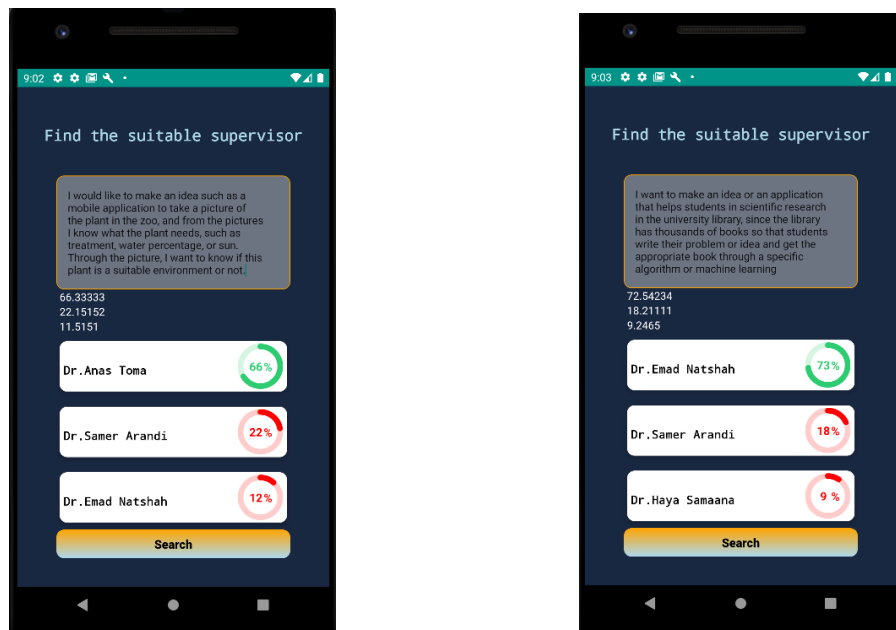 9:02
Find the suitable supervisor
I would like to make an idea such as a
mobile application to take a picture of
the plant in the zoo, and from the pictures
I know what the plant needs, such as
treatment, water percentage, or sun.
Through the picture, I want to know if this
plant is a suitable environment or not.
66.33333
22.15152
11.5151
Dr.Anas Toma
66%
Dr.Samer Arandi
22%
Dr.Emad Natshah
12%
Search
9:03
Find the suitable supervisor
I want to make an idea or an application
that helps students in scientific research
in the university library, since the library
has thousands of books so that students
write their problem or idea and get the
appropriate book through a specific
algorithm or machine learning
72.54234
18.21111
9.2465
Dr.Emad Natshah
73%
Dr.Samer Arandi
18%
Dr.Haya Samaana
9 %
Search